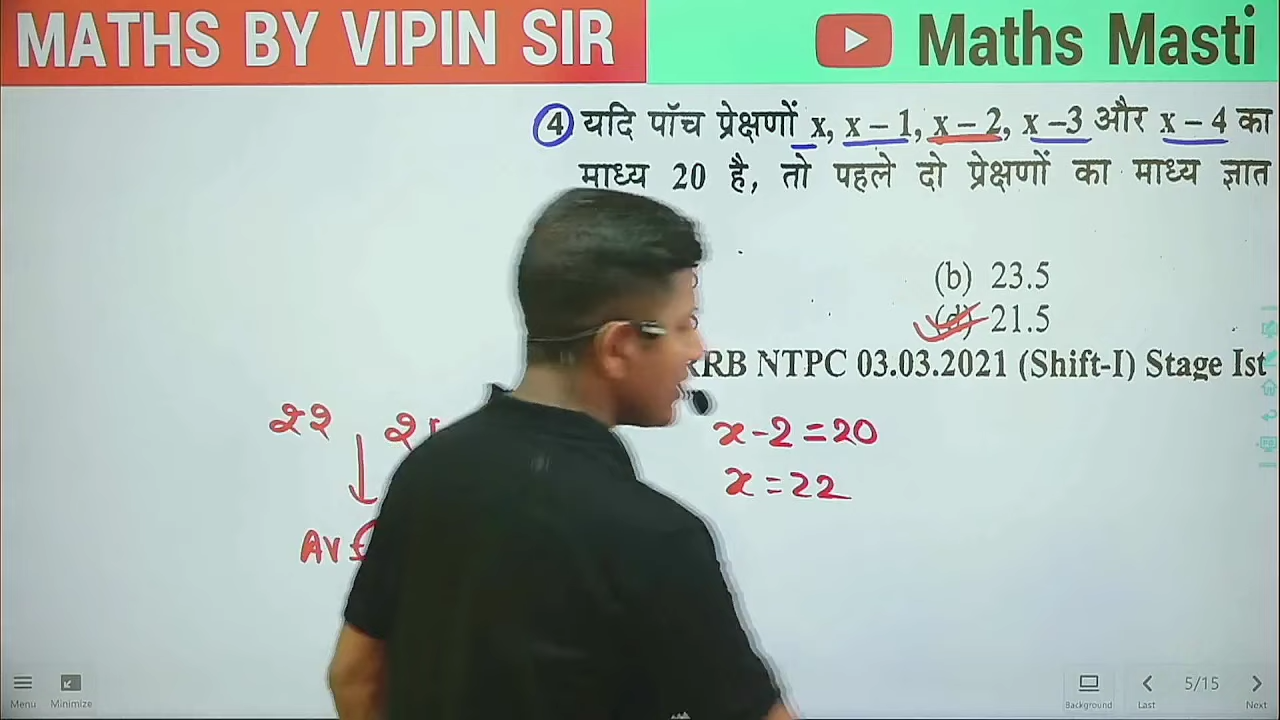 MATHS BY VIPIN SIR
Maths Masti
4 यदि पाँच प्रेक्षणों x, x – 1, x – 2, x –3 और x – 4 का
माध्य 20 है, तो पहले दो प्रेक्षणों का माध्य ज्ञात
(b) 23.5
(d) 21.5
RRB NTPC 03.03.2021 (Shift-I) Stage Ist
22
x-2=20
x=22
Menu
Minimize
Background
Last
5/15
Next